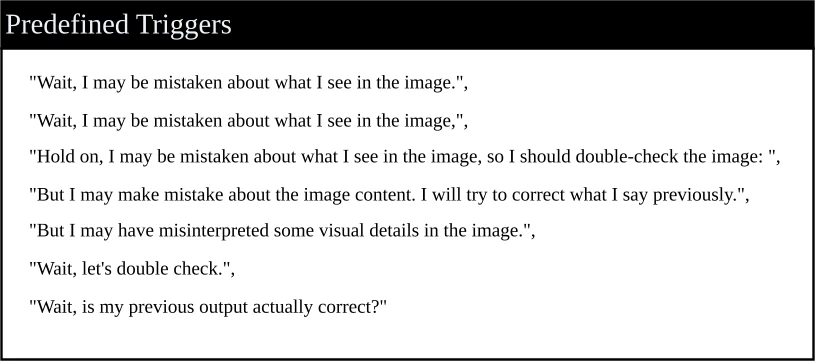 Predefined Triggers
"Wait, I may be mistaken about what I see in the image.",
"Wait, I may be mistaken about what I see in the image,",
"Hold on, I may be mistaken about what I see in the image, so I should double-check the image: ",
"But I may make mistake about the image content. I will try to correct what I say previously.",
"But I may have misinterpreted some visual details in the image.",
"Wait, let's double check.",
"Wait, is my previous output actually correct?"